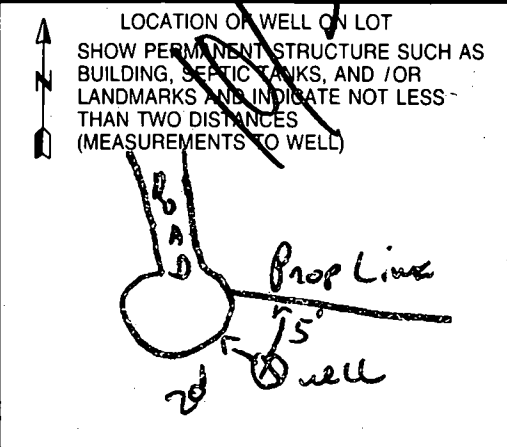 LOCATION OF WELL ON LOT
N
SHOW PERMANENT STRUCTURE SUCH AS
BUILDING, SEPTIC TANKS, AND /OR
LANDMARKS AND INDICATE NOT LESS
THAN TWO DISTANCES
(MEASUREMENTS TO WELL)
ROAD
Prop Line
5'
X well